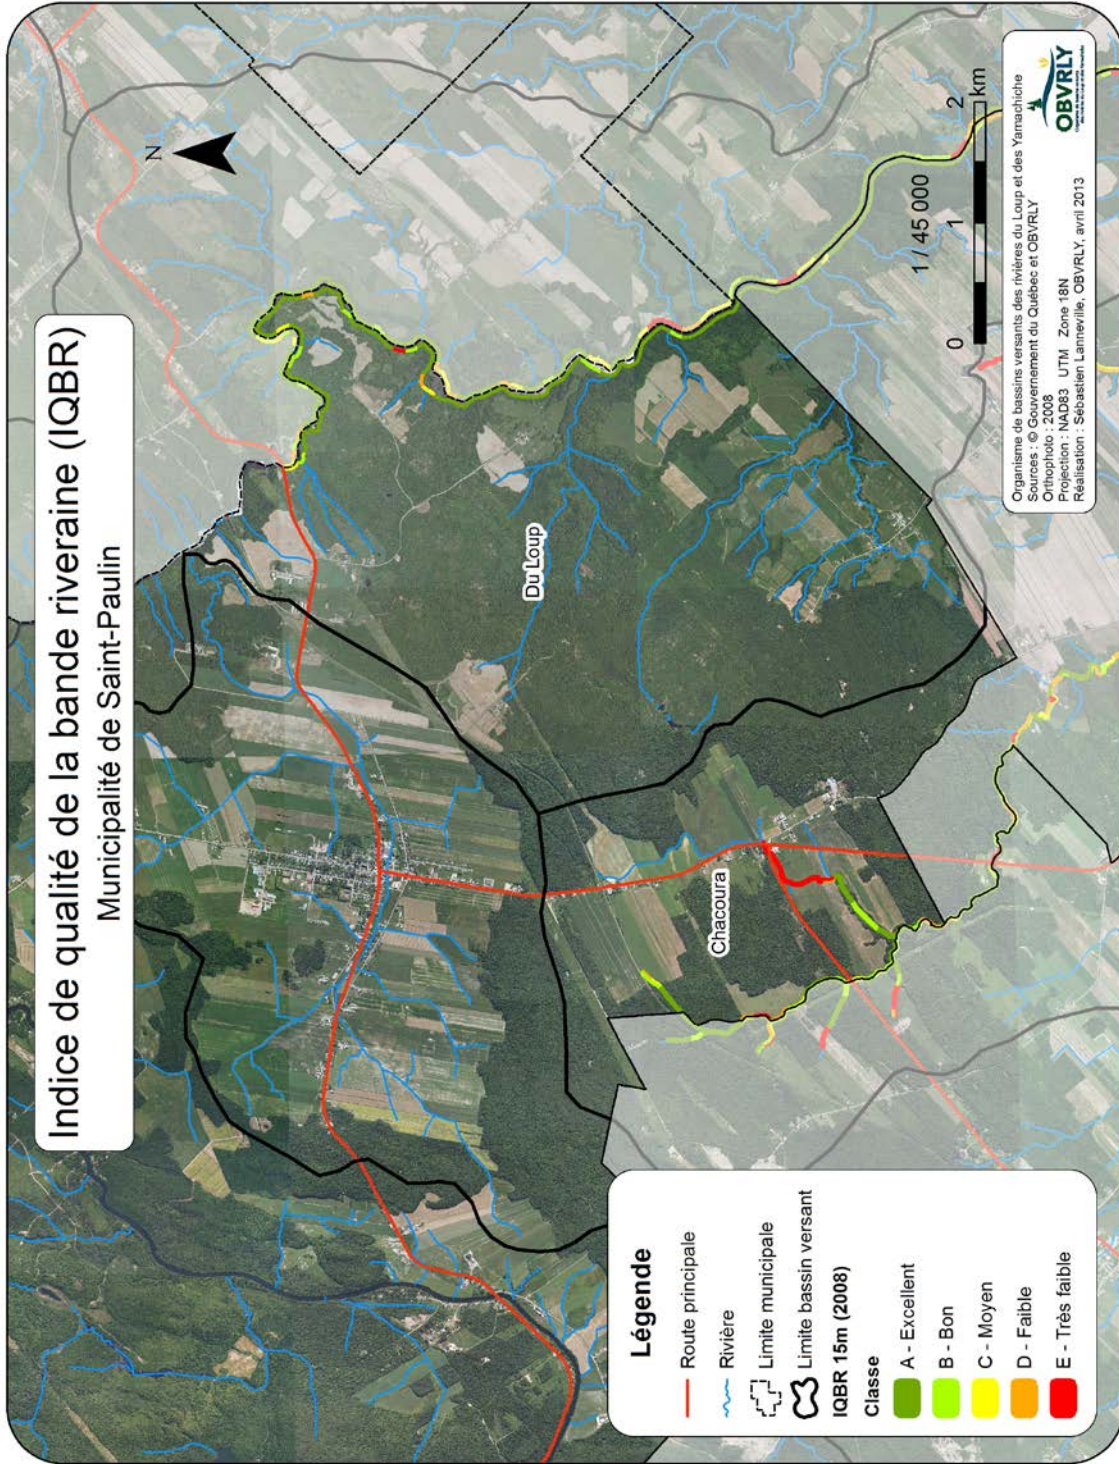 Indice de qualité de la bande riveraine (IQBR)
Municipalité de Saint-Paulin
N
Du Loup
Chacoura
Légende
Route principale
Rivière
Limite municipale
Limite bassin versant
IQBR 15m (2008)
Classe
A - Excellent
B - Bon
C - Moyen
D - Faible
E - Très faible
1 / 45 000
0 1 2
km
Organisme de bassins versants des rivières du Loup et des Yamachiche
Sources : © Gouvernement du Québec et OBVRLY
Orthophoto : 2008
Projection : NAD83 UTM Zone 18N
Réalisation : Sébastien Lanneville, OBVRLY, avril 2013
OBVRLY